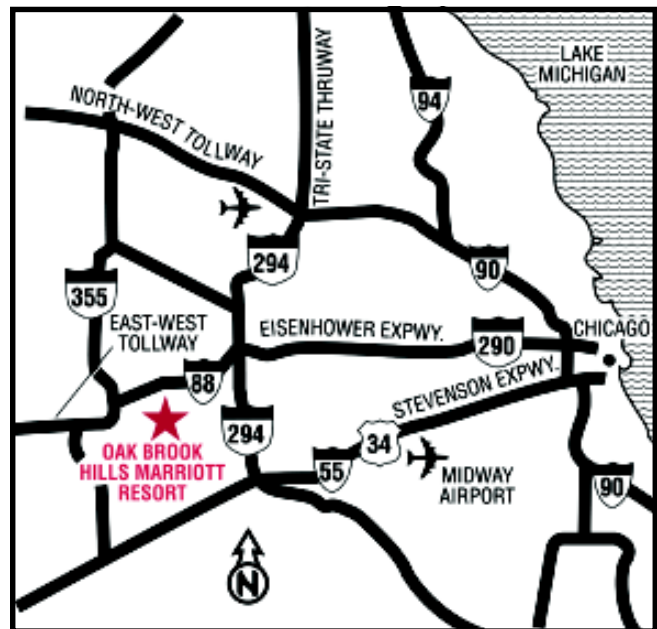 LAKE
MICHIGAN
94
NORTH-WEST TOLLWAY
TRI-STATE THRUWAY
294
90
355
EAST-WEST
TOLLWAY
EISENHOWER EXPWY.
290
CHICAGO
88
STEVENSON EXPWY.
294
34
55
OAK BROOK
HILLS MARRIOTT
RESORT
MIDWAY
AIRPORT
90
N